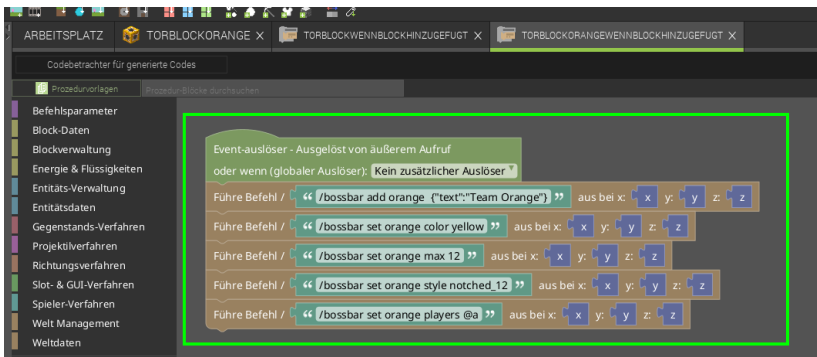 ARBEITSPLATZ TORBLOCKORANGE × TORBLOCKWENNBLOCKHINZUGEFUGT × TORBLOCKORANGEWENNBLOCKHINZUGEFUGT ×
Codebetrachter für generierte Codes
Prozedurvorlagen Prozedur-Blöcke durchsuchen
Befehlsparameter
Block-Daten
Blockverwaltung
Energie & Flüssigkeiten
Entitäts-Verwaltung
Entitätsdaten
Gegenstands-Verfahren
Projektilverfahren
Richtungsverfahren
Slot- & GUI-Verfahren
Spieler-Verfahren
Welt Management
Weltdaten
Event-auslöser - Ausgelöst von äußerem Aufruf
oder wenn (globaler Auslöser): Kein zusätzlicher Auslöser
Führe Befehl / “ /bossbar add orange {"text":"Team Orange"} ” aus bei x: x y: y z: z
Führe Befehl / “ /bossbar set orange color yellow ” aus bei x: x y: y z: z
Führe Befehl / “ /bossbar set orange max 12 ” aus bei x: x y: y z: z
Führe Befehl / “ /bossbar set orange style notched_12 ” aus bei x: x y: y z: z
Führe Befehl / “ /bossbar set orange players @a ” aus bei x: x y: y z: z